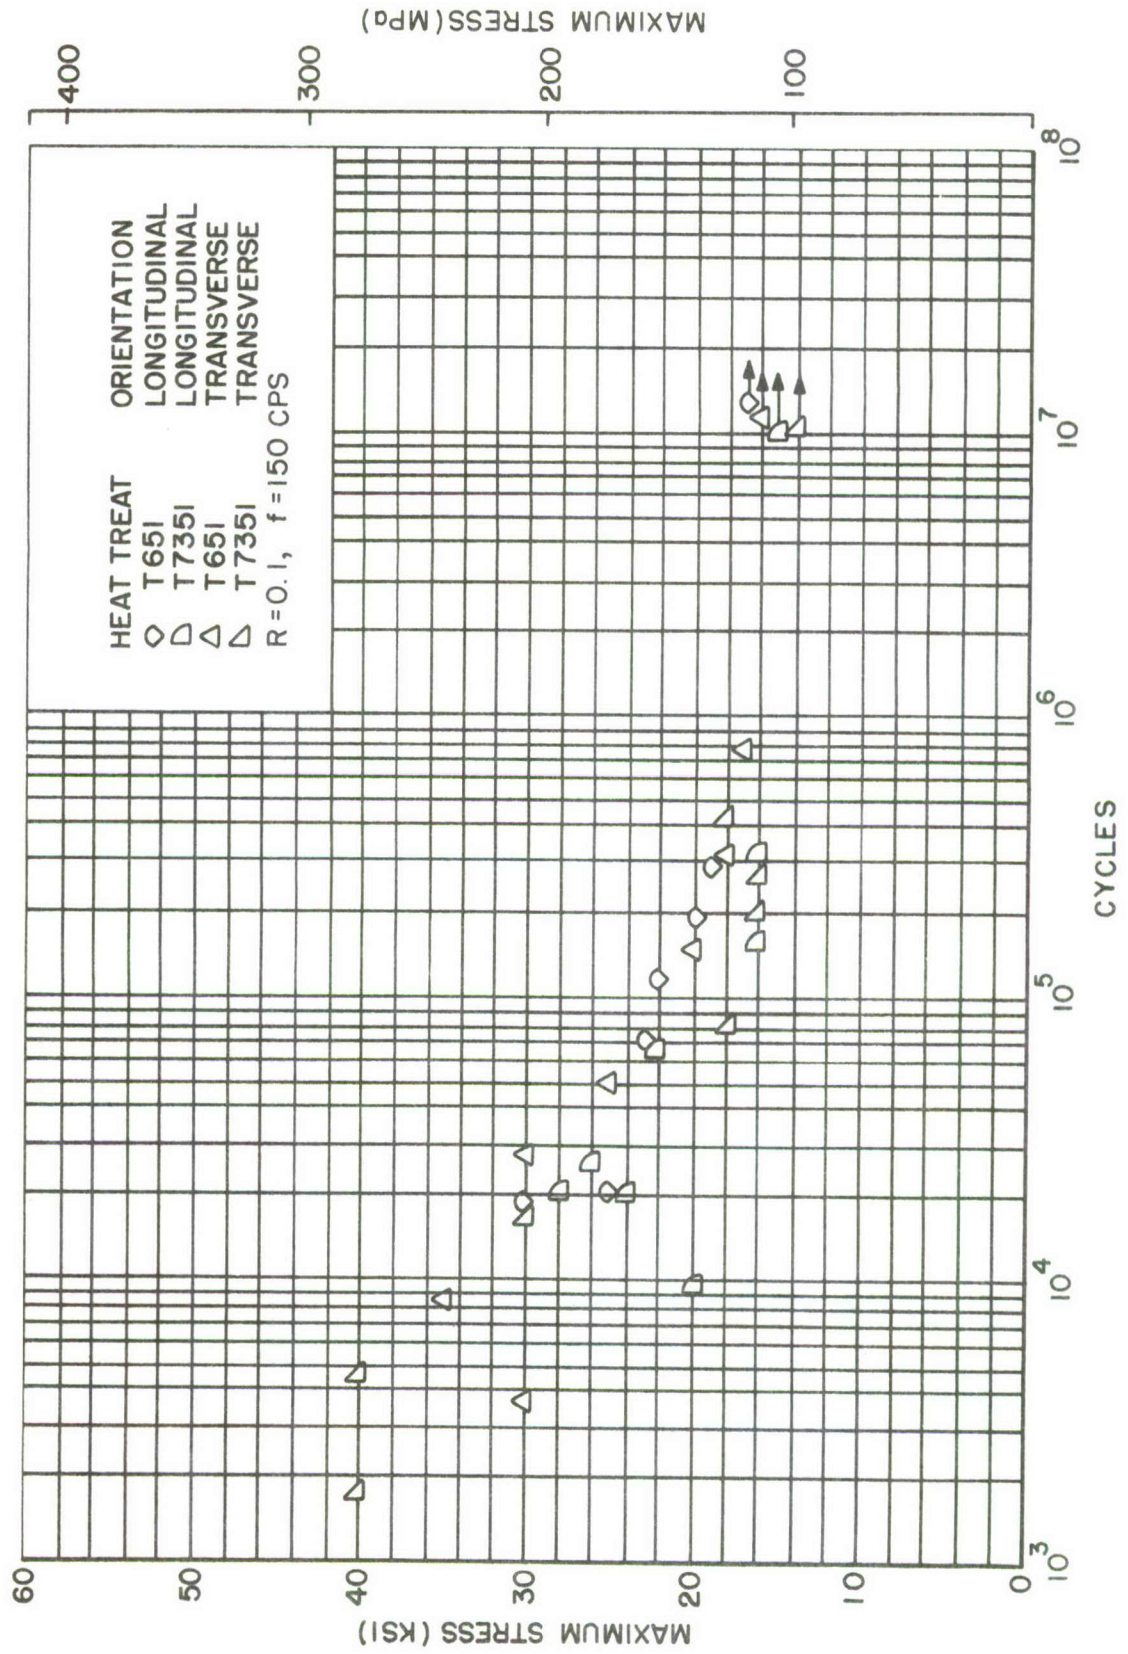 MAXIMUM STRESS (MPa)
400
300
200
100
HEAT TREAT ORIENTATION
T651 LONGITUDINAL
T7351 LONGITUDINAL
T651 TRANSVERSE
T7351 TRANSVERSE
R = 0.1, f = 150 CPS
60
50
40
30
20
10
0
MAXIMUM STRESS (KSI)
10³
10⁴
10⁵
10⁶
10⁷
10⁸
CYCLES